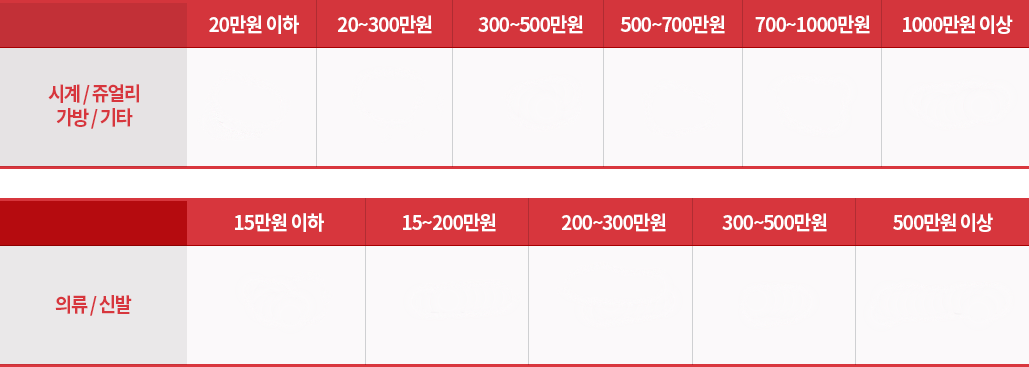 20만원 이하 20~300만원 300~500만원 500~700만원 700~1000만원 1000만원 이상
시계 / 쥬얼리
가방 / 기타
15만원 이하 15~200만원 200~300만원 300~500만원 500만원 이상
의류 / 신발